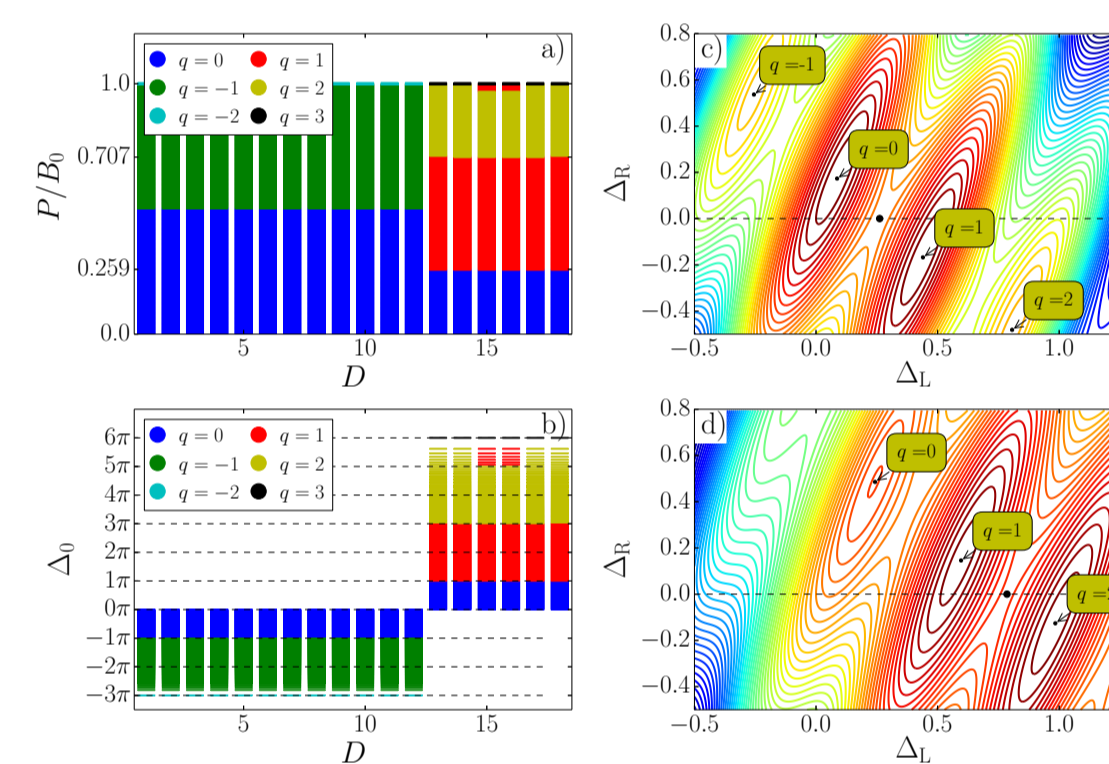 a)
q = 0 q = 1
q = −1 q = 2
q = −2 q = 3
1.0
0.707
0.259
0.0
P/B0
5 10 15
D
c)
q =-1
q =0
q =1
q =2
0.8
0.6
0.4
0.2
0.0
−0.2
−0.4
ΔR
−0.5 0.0 0.5 1.0
ΔL
b)
q = 0 q = 1
q = −1 q = 2
q = −2 q = 3
6π
5π
4π
3π
2π
1π
0π
−1π
−2π
−3π
Δ0
5 10 15
D
d)
q =0
q =1
q =
0.8
0.6
0.4
0.2
0.0
−0.2
−0.4
ΔR
−0.5 0.0 0.5 1.0
ΔL